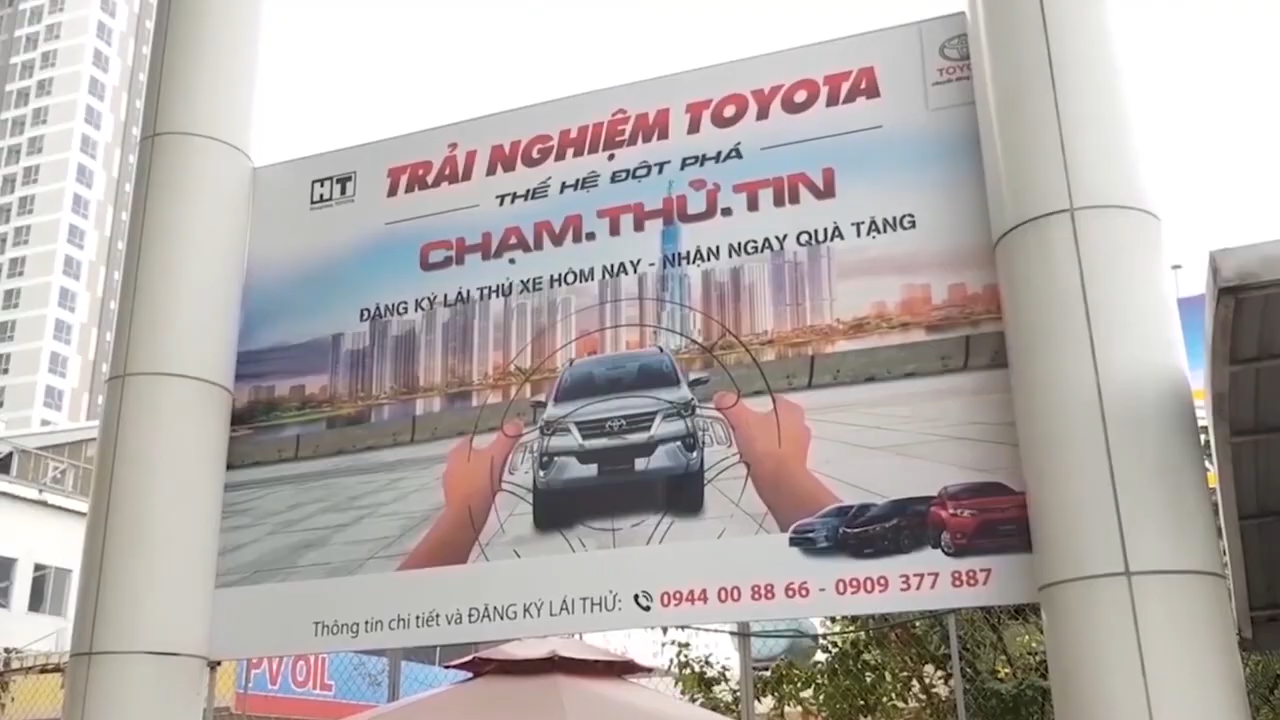 TRẢI NGHIỆM TOYOTA
HT
THẾ HỆ ĐỘT PHÁ
CHẠM.THỬ.TIN
ĐĂNG KÝ LÁI THỬ XE HÔM NAY - NHẬN NGAY QUÀ TẶNG
Thông tin chi tiết và ĐĂNG KÝ LÁI THỬ: 0944 00 88 66 - 0909 377 887
PV OIL